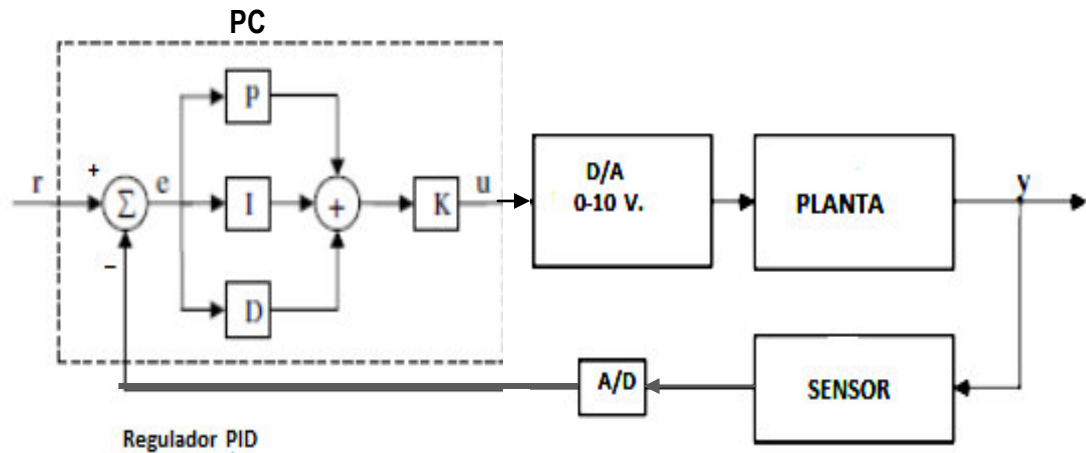 PC
P
D/A
0-10 V.
+
r
Σ
e
I
+
K
u
PLANTA
y
−
D
A/D
SENSOR
Regulador PID